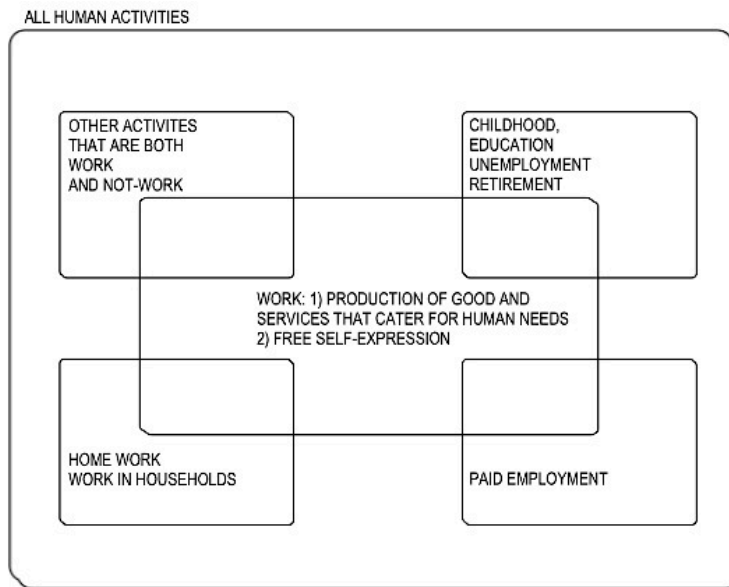 ALL HUMAN ACTIVITIES
OTHER ACTIVITES
THAT ARE BOTH
WORK
AND NOT-WORK
CHILDHOOD,
EDUCATION
UNEMPLOYMENT
RETIREMENT
WORK: 1) PRODUCTION OF GOOD AND
SERVICES THAT CATER FOR HUMAN NEEDS
2) FREE SELF-EXPRESSION
HOME WORK
WORK IN HOUSEHOLDS
PAID EMPLOYMENT